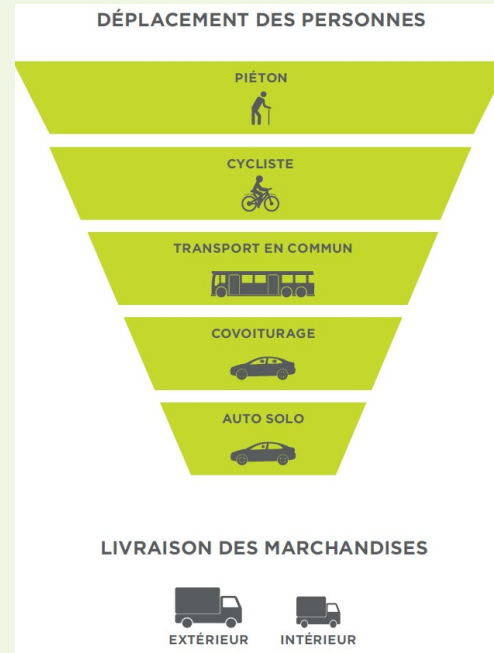 DÉPLACEMENT DES PERSONNES
PIÉTON
CYCLISTE
TRANSPORT EN COMMUN
COVOITURAGE
AUTO SOLO
LIVRAISON DES MARCHANDISES
EXTÉRIEUR INTÉRIEUR